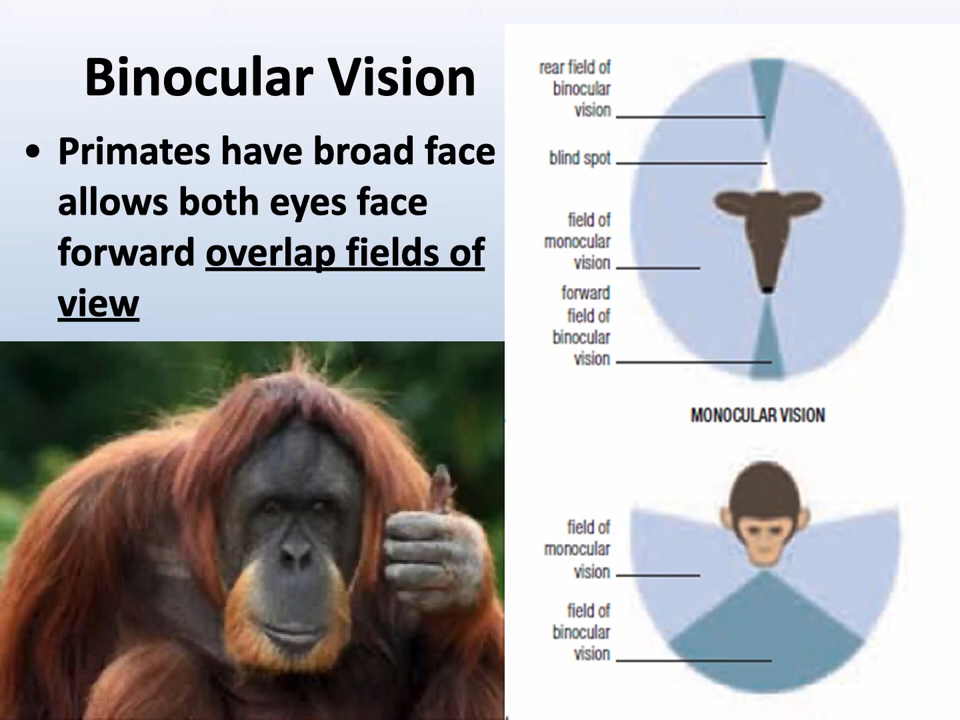 Binocular Vision
• Primates have broad face
allows both eyes face
forward overlap fields of
view
rear field of
binocular
vision
blind spot
field of
monocular
vision
forward
field of
binocular
vision
MONOCULAR VISION
field of
monocular
vision
field of
binocular
vision